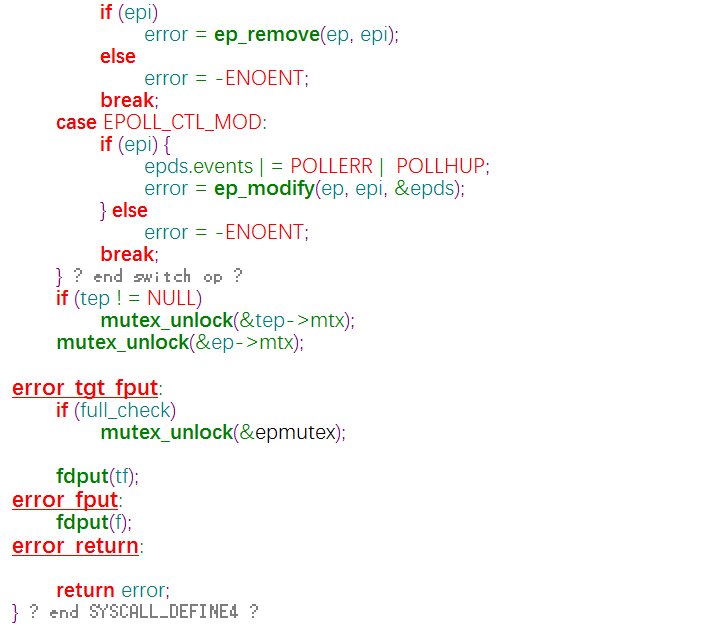 if (epi)
error = ep_remove(ep, epi);
else
error = -ENOENT;
break;
case EPOLL_CTL_MOD:
if (epi) {
epds.events | = POLLERR | POLLHUP;
error = ep_modify(ep, epi, &epds);
} else
error = -ENOENT;
break;
} ? end switch op ?
if (tep ! = NULL)
mutex_unlock(&tep->mtx);
mutex_unlock(&ep->mtx);
error_tgt_fput:
if (full_check)
mutex_unlock(&epmutex);
fdput(tf);
error_fput:
fdput(f);
error_return:
return error;
} ? end SYSCALL_DEFINE4 ?